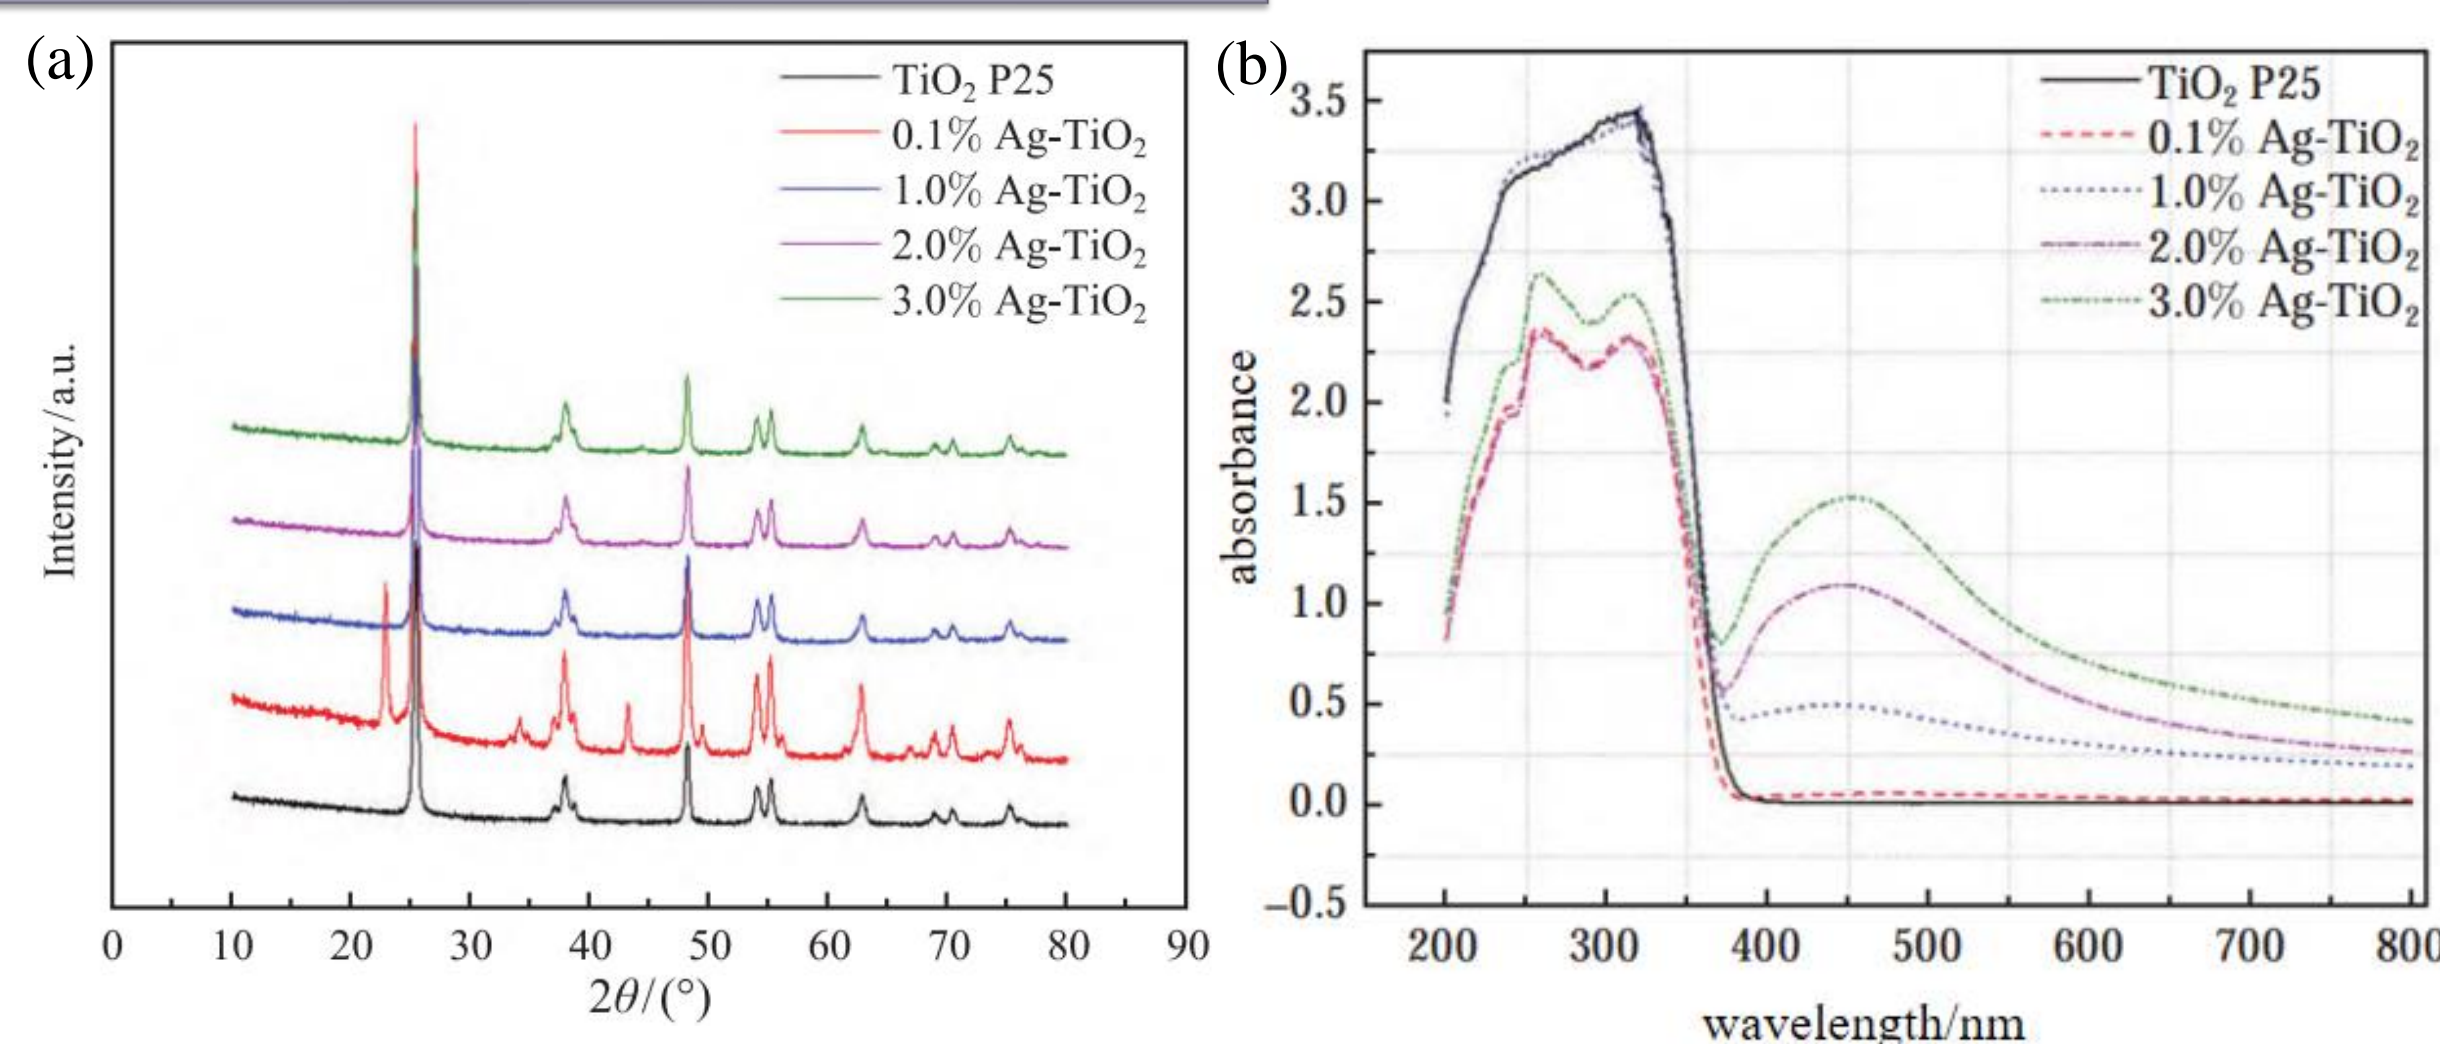 (a)
TiO₂ P25
0.1% Ag-TiO₂
1.0% Ag-TiO₂
2.0% Ag-TiO₂
3.0% Ag-TiO₂
Intensity/a.u.
0 10 20 30 40 50 60 70 80 90
2θ/(°)
(b)
TiO₂ P25
0.1% Ag-TiO₂
1.0% Ag-TiO₂
2.0% Ag-TiO₂
3.0% Ag-TiO₂
absorbance
3.5
3.0
2.5
2.0
1.5
1.0
0.5
0.0
−0.5
200 300 400 500 600 700 800
wavelength/nm